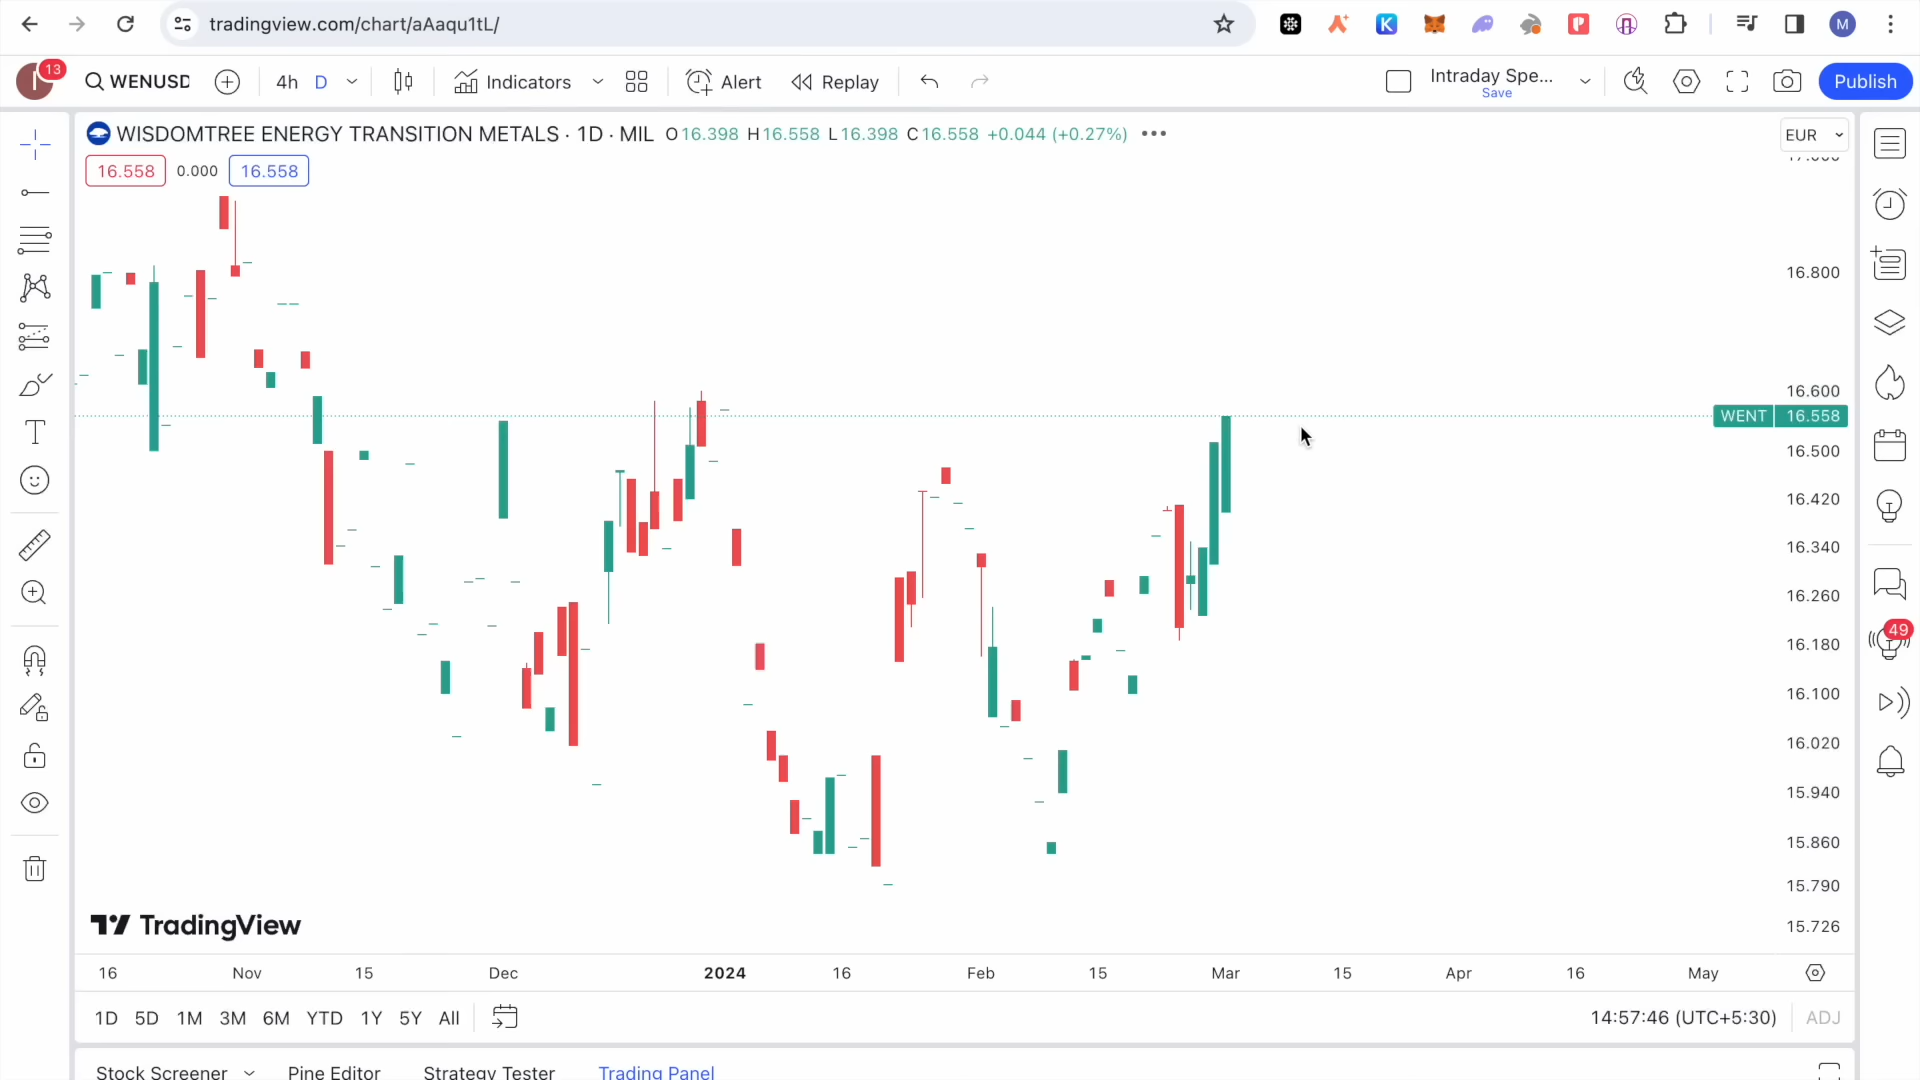 tradingview.com/chart/aAaqu1tL/
M
I 13 WENUSD 4h D Indicators Alert Replay Intraday Spe... Save Publish
WISDOMTREE ENERGY TRANSITION METALS · 1D · MIL O16.398 H16.558 L16.398 C16.558 +0.044 (+0.27%) •••
EUR
16.558 0.000 16.558
17.000
16.800
16.600
WENT 16.558
16.500
16.420
16.340
16.260
16.180
16.100
16.020
15.940
15.860
15.790
15.726
49
TradingView
16 Nov 15 Dec 2024 16 Feb 15 Mar 15 Apr 16 May
1D 5D 1M 3M 6M YTD 1Y 5Y All 14:57:46 (UTC+5:30) ADJ
Stock Screener Pine Editor Strategy Tester Trading Panel